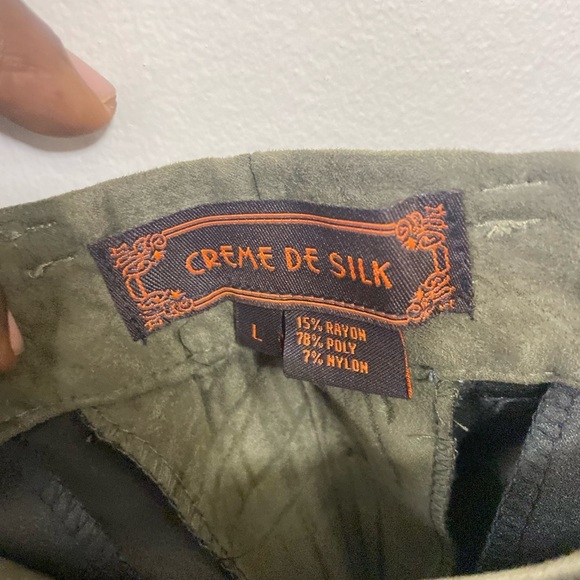 CREME DE SILK
L
15% RAYON
78% POLY
7% NYLON